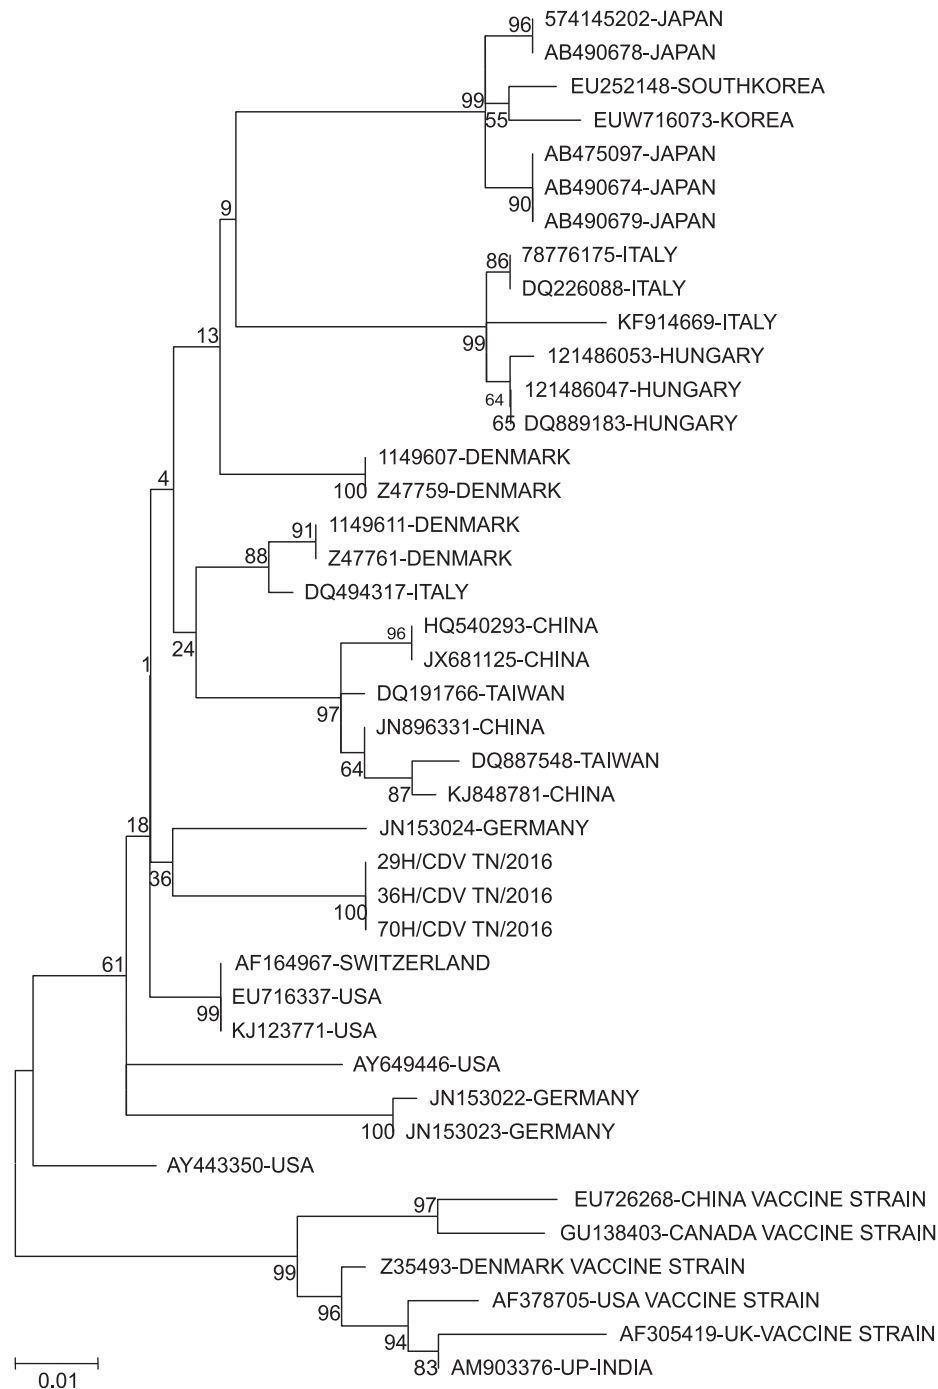 574145202-JAPAN
96
AB490678-JAPAN
EU252148-SOUTHKOREA
99
55
EUW716073-KOREA
AB475097-JAPAN
AB490674-JAPAN
90
AB490679-JAPAN
9
78776175-ITALY
86
DQ226088-ITALY
KF914669-ITALY
13
99
121486053-HUNGARY
121486047-HUNGARY
64
65 DQ889183-HUNGARY
1149607-DENMARK
4
100 Z47759-DENMARK
1149611-DENMARK
91
88
Z47761-DENMARK
DQ494317-ITALY
HQ540293-CHINA
96
24
JX681125-CHINA
1
DQ191766-TAIWAN
97
JN896331-CHINA
64
DQ887548-TAIWAN
87
KJ848781-CHINA
18
JN153024-GERMANY
29H/CDV TN/2016
36
36H/CDV TN/2016
100
70H/CDV TN/2016
61
AF164967-SWITZERLAND
EU716337-USA
99
KJ123771-USA
AY649446-USA
JN153022-GERMANY
100 JN153023-GERMANY
AY443350-USA
EU726268-CHINA VACCINE STRAIN
97
GU138403-CANADA VACCINE STRAIN
99
Z35493-DENMARK VACCINE STRAIN
96
AF378705-USA VACCINE STRAIN
94
AF305419-UK-VACCINE STRAIN
83 AM903376-UP-INDIA
0.01